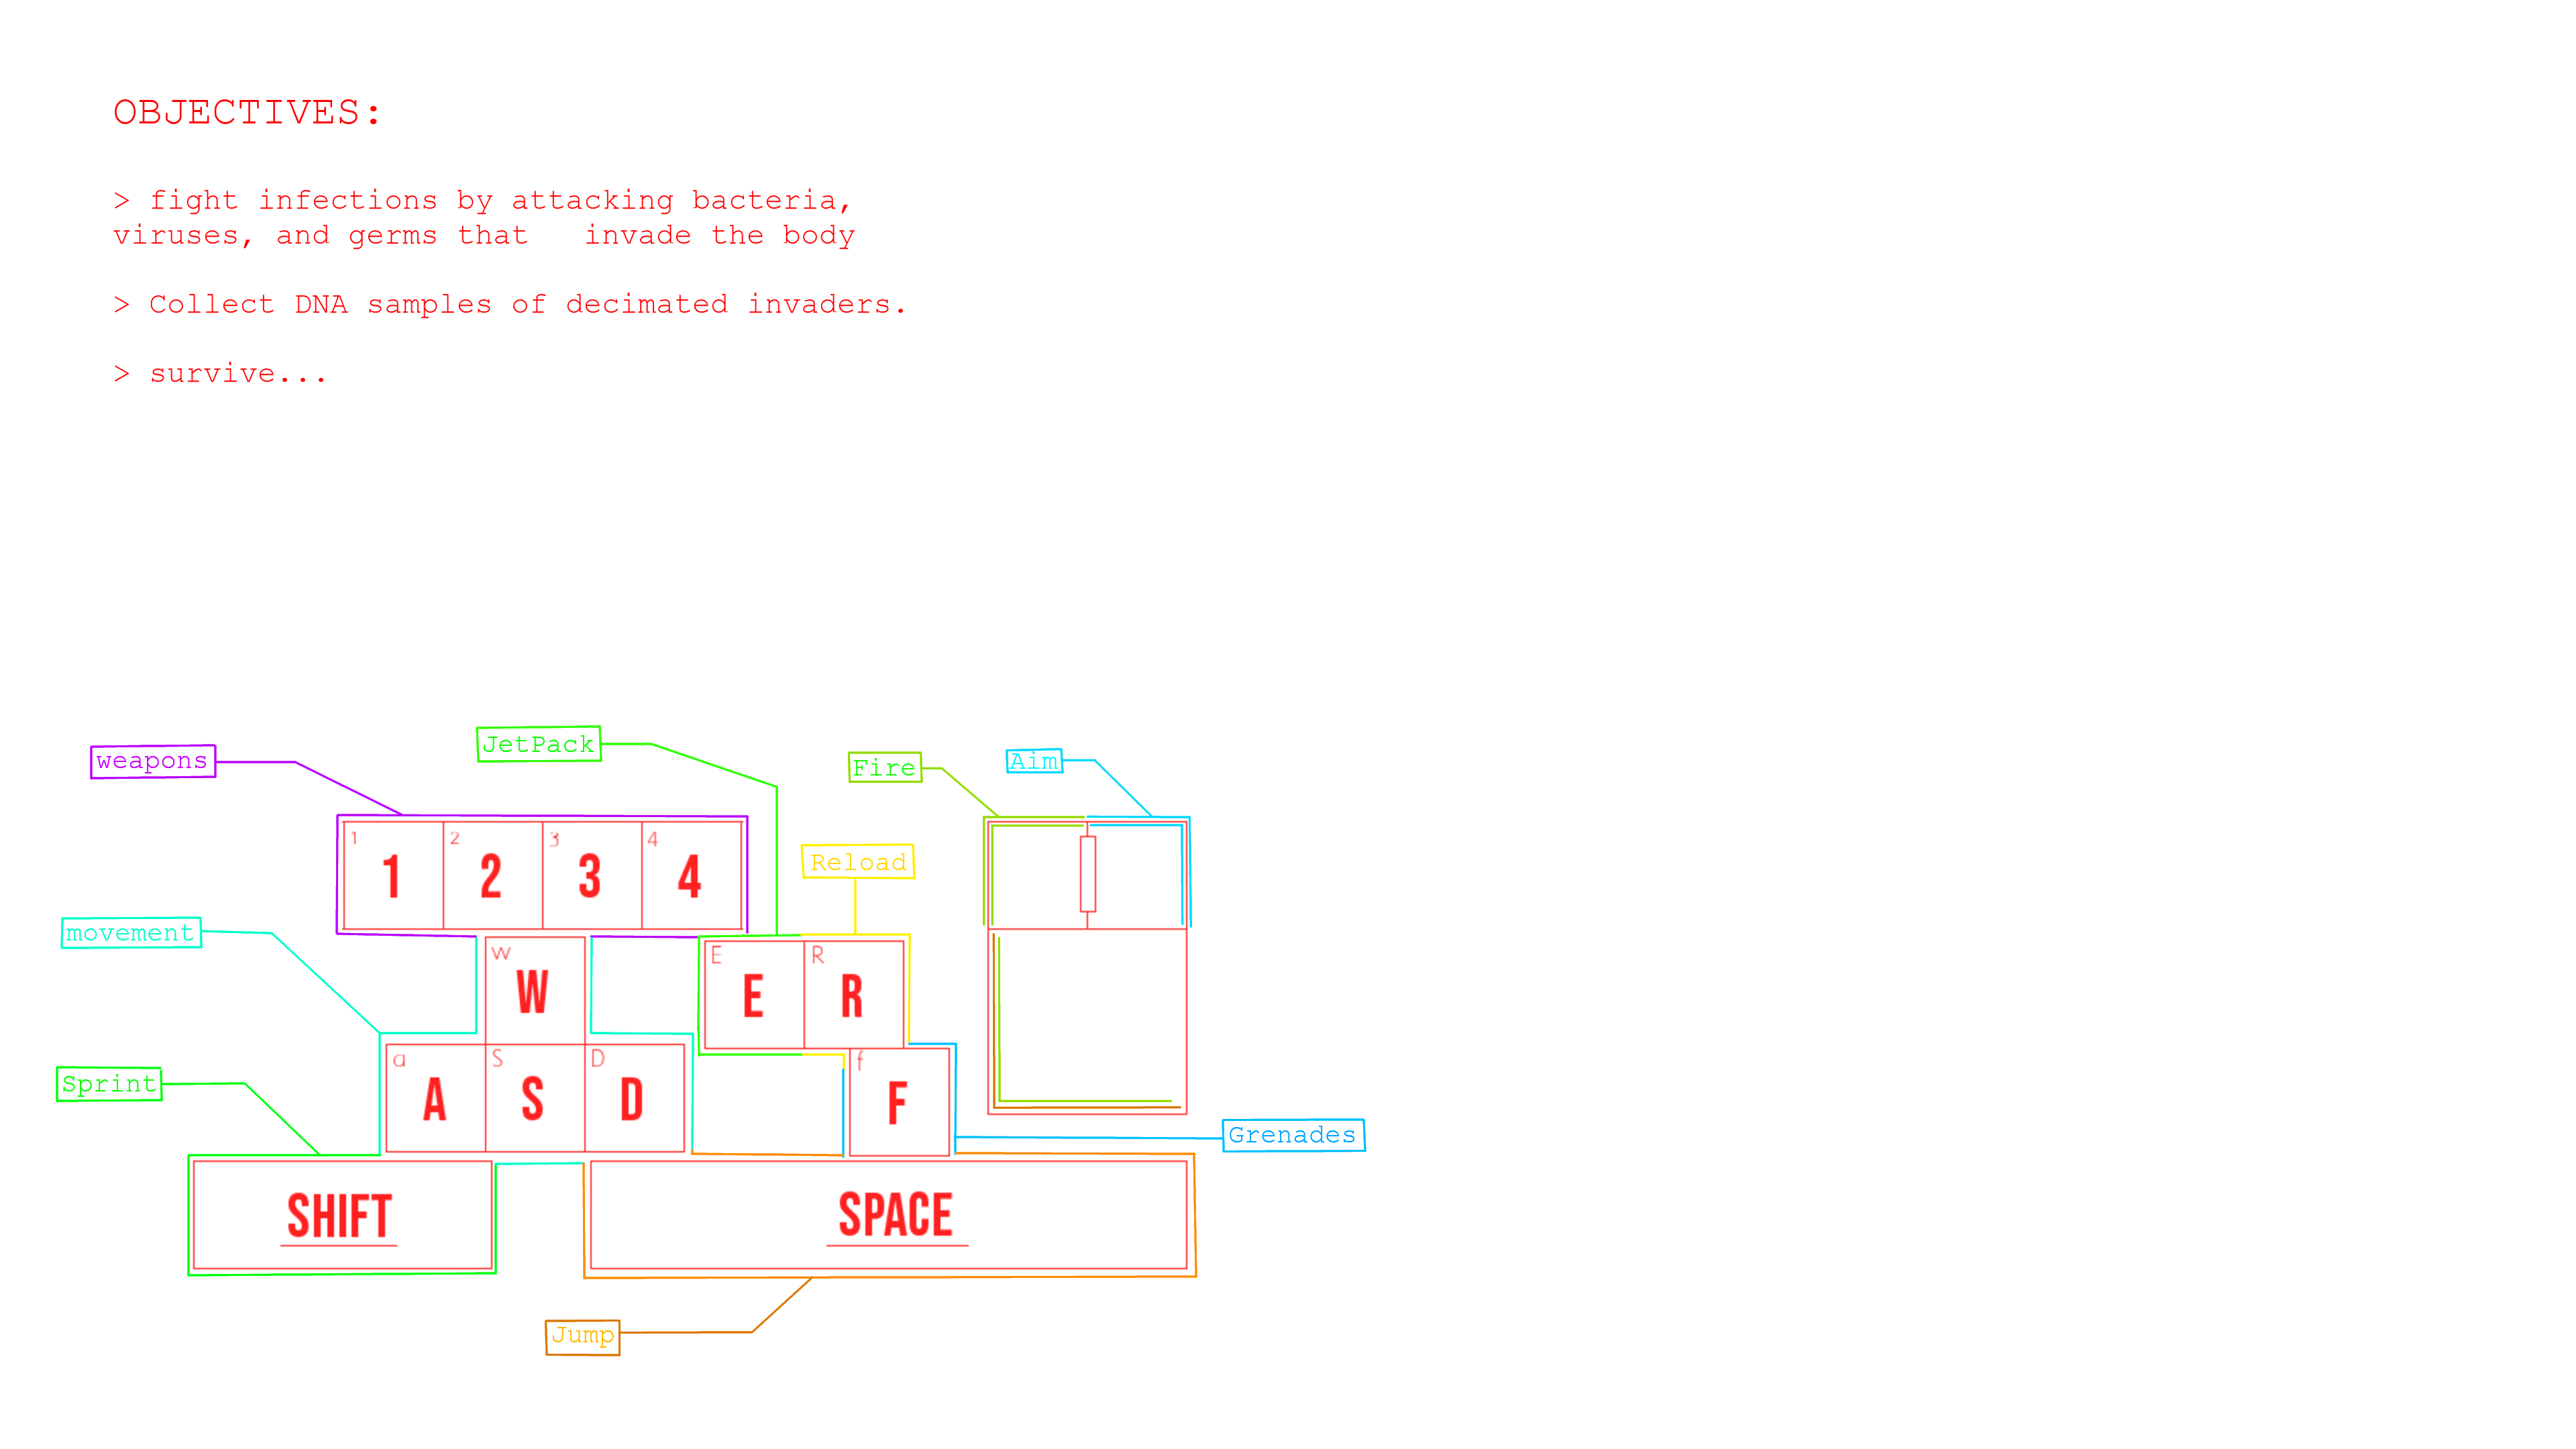 OBJECTIVES:
> fight infections by attacking bacteria,
viruses, and germs that   invade the body
> Collect DNA samples of decimated invaders.
> survive...
JetPack
weapons
Fire
Aim
1 2 3 4
1 2 3 4
Reload
movement
W
W
E R
E R
a S D
A S D
f
F
Sprint
Grenades
SHIFT
SPACE
Jump